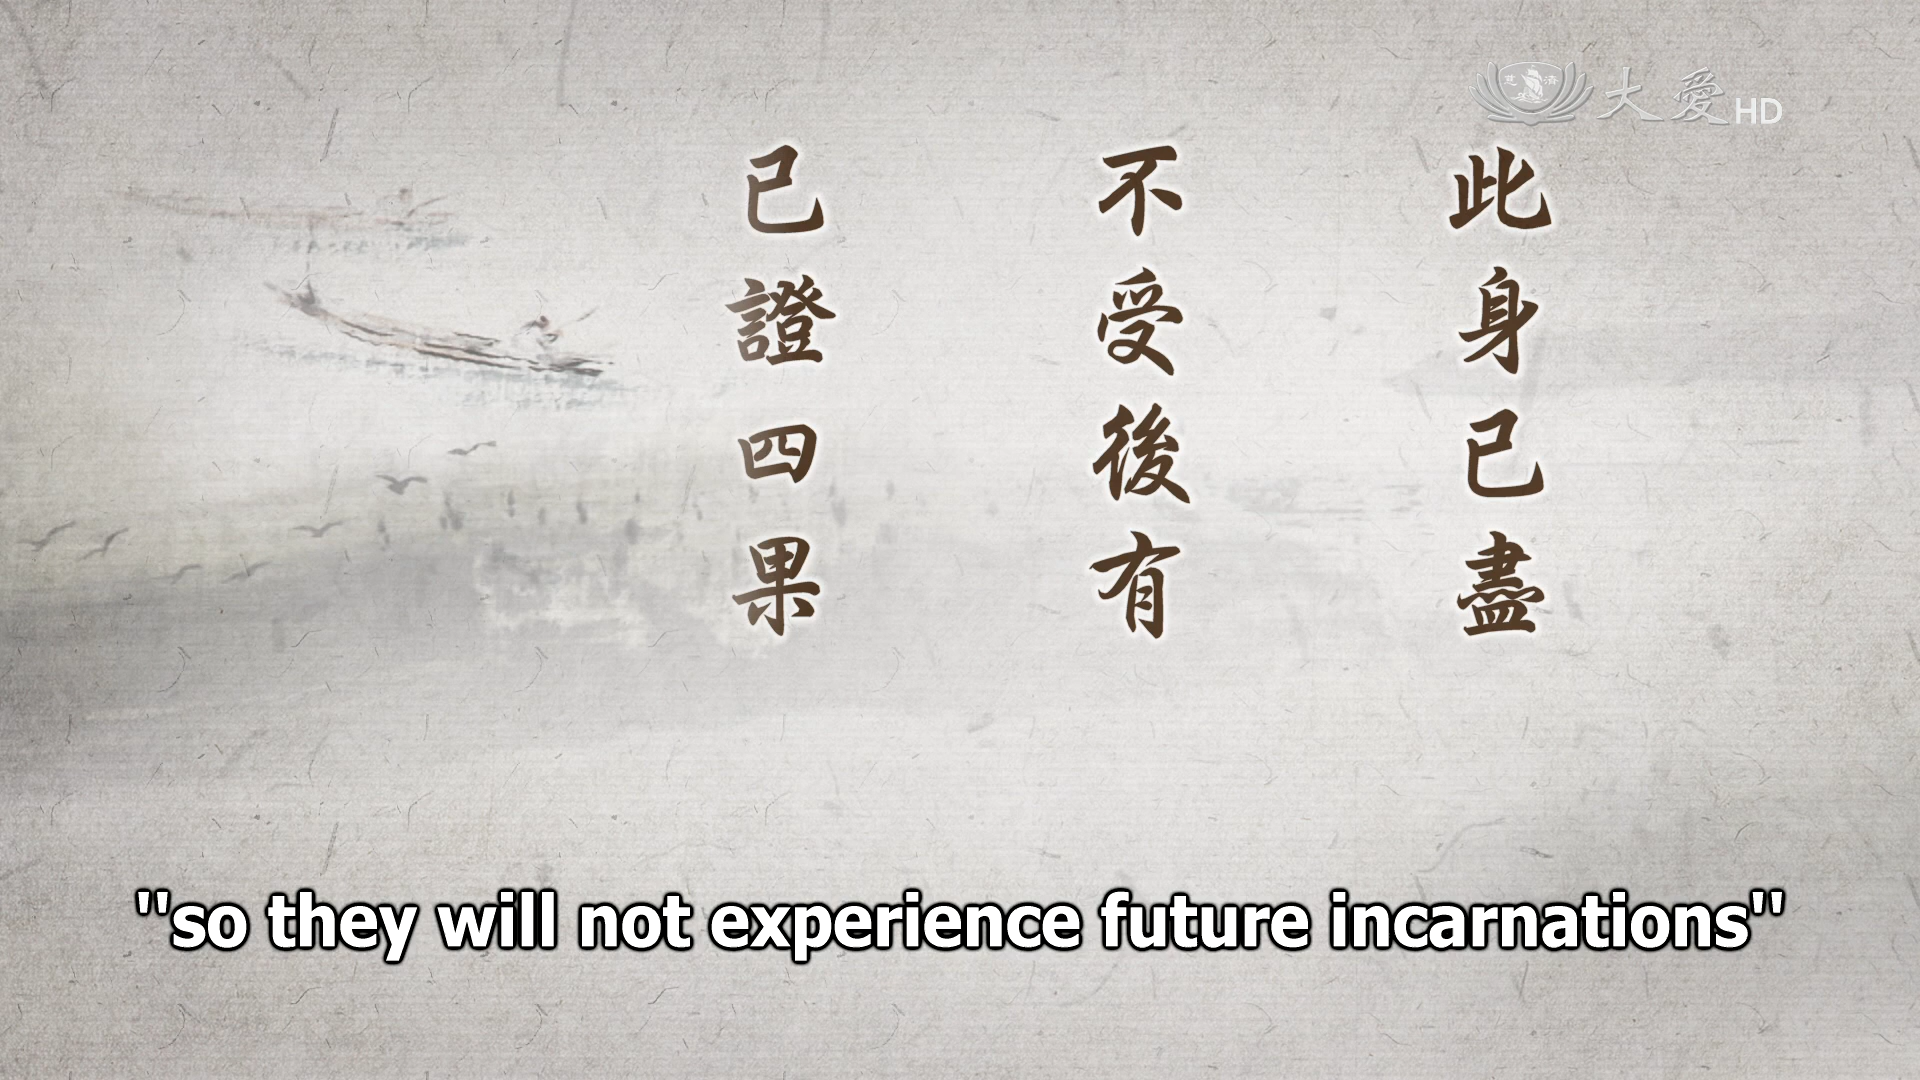 大愛HD
此身已盡
不受後有
已證四果
"so they will not experience future incarnations"